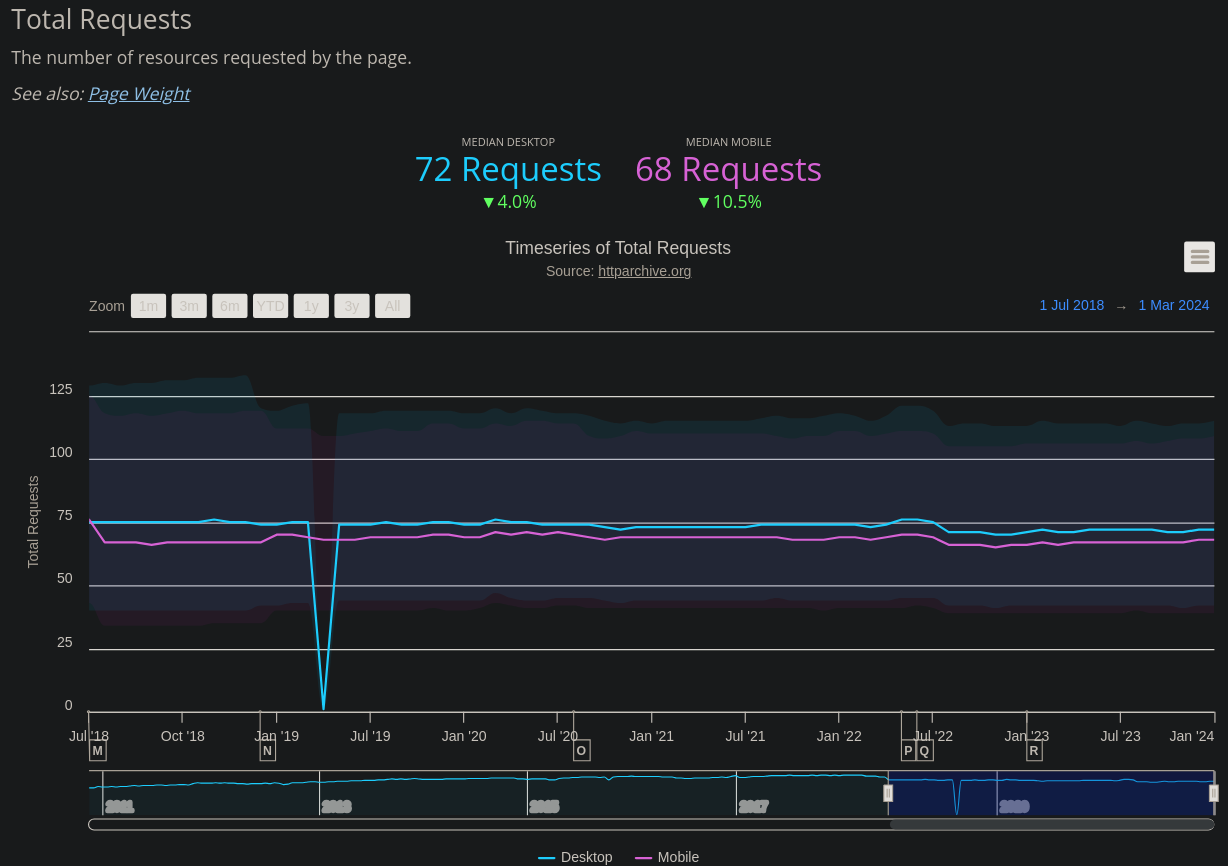 Total Requests
The number of resources requested by the page.
See also: Page Weight
MEDIAN DESKTOP MEDIAN MOBILE
72 Requests 68 Requests
▼4.0% ▼10.5%
Timeseries of Total Requests
Source: httparchive.org
Zoom 1m 3m 6m YTD 1y 3y All 1 Jul 2018 → 1 Mar 2024
125
100
75
50
25
0
Total Requests
Jul '18 Oct '18 Jan '19 Jul '19 Jan '20 Jul '20 Jan '21 Jul '21 Jan '22 Jul '22 Jan '23 Jul '23 Jan '24
M N O P Q R
2011 2013 2015 2017 2020
Desktop Mobile